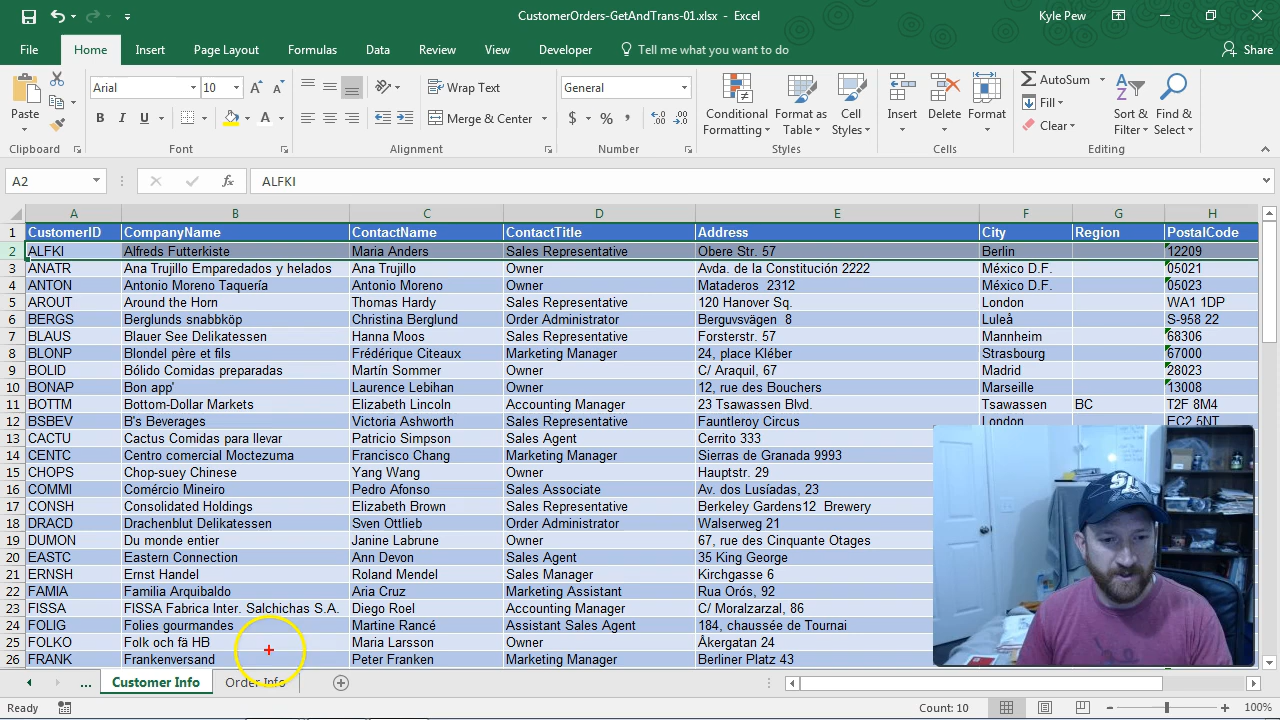 CustomerOrders-GetAndTrans-01.xlsx - Excel
Kyle Pew
File Home Insert Page Layout Formulas Data Review View Developer Tell me what you want to do Share
Paste
Clipboard
Arial 10
B I U A
Font
Wrap Text
Merge & Center
Alignment
General
$ % ,
Number
Conditional Formatting
Format as Table
Cell Styles
Styles
Insert Delete Format
Cells
AutoSum
Fill
Clear
Sort & Filter
Find & Select
Editing
A2 fx ALFKI
A B C D E F G H
1 CustomerID CompanyName ContactName ContactTitle Address City Region PostalCode
2 ALFKI Alfreds Futterkiste Maria Anders Sales Representative Obere Str. 57 Berlin 12209
3 ANATR Ana Trujillo Emparedados y helados Ana Trujillo Owner Avda. de la Constitución 2222 México D.F. 05021
4 ANTON Antonio Moreno Taquería Antonio Moreno Owner Mataderos 2312 México D.F. 05023
5 AROUT Around the Horn Thomas Hardy Sales Representative 120 Hanover Sq. London WA1 1DP
6 BERGS Berglunds snabbköp Christina Berglund Order Administrator Berguvsvägen 8 Luleå S-958 22
7 BLAUS Blauer See Delikatessen Hanna Moos Sales Representative Forsterstr. 57 Mannheim 68306
8 BLONP Blondel père et fils Frédérique Citeaux Marketing Manager 24, place Kléber Strasbourg 67000
9 BOLID Bólido Comidas preparadas Martín Sommer Owner C/ Araquil, 67 Madrid 28023
10 BONAP Bon app' Laurence Lebihan Owner 12, rue des Bouchers Marseille 13008
11 BOTTM Bottom-Dollar Markets Elizabeth Lincoln Accounting Manager 23 Tsawassen Blvd. Tsawassen BC T2F 8M4
12 BSBEV B's Beverages Victoria Ashworth Sales Representative Fauntleroy Circus London EC2 5NT
13 CACTU Cactus Comidas para llevar Patricio Simpson Sales Agent Cerrito 333
14 CENTC Centro comercial Moctezuma Francisco Chang Marketing Manager Sierras de Granada 9993
15 CHOPS Chop-suey Chinese Yang Wang Owner Hauptstr. 29
16 COMMI Comércio Mineiro Pedro Afonso Sales Associate Av. dos Lusíadas, 23
17 CONSH Consolidated Holdings Elizabeth Brown Sales Representative Berkeley Gardens12 Brewery
18 DRACD Drachenblut Delikatessen Sven Ottlieb Order Administrator Walserweg 21
19 DUMON Du monde entier Janine Labrune Owner 67, rue des Cinquante Otages
20 EASTC Eastern Connection Ann Devon Sales Agent 35 King George
21 ERNSH Ernst Handel Roland Mendel Sales Manager Kirchgasse 6
22 FAMIA Familia Arquibaldo Aria Cruz Marketing Assistant Rua Orós, 92
23 FISSA FISSA Fabrica Inter. Salchichas S.A. Diego Roel Accounting Manager C/ Moralzarzal, 86
24 FOLIG Folies gourmandes Martine Rancé Assistant Sales Agent 184, chaussée de Tournai
25 FOLKO Folk och fä HB Maria Larsson Owner Åkergatan 24
26 FRANK Frankenversand Peter Franken Marketing Manager Berliner Platz 43
... Customer Info Order Info
Ready Count: 10 100%